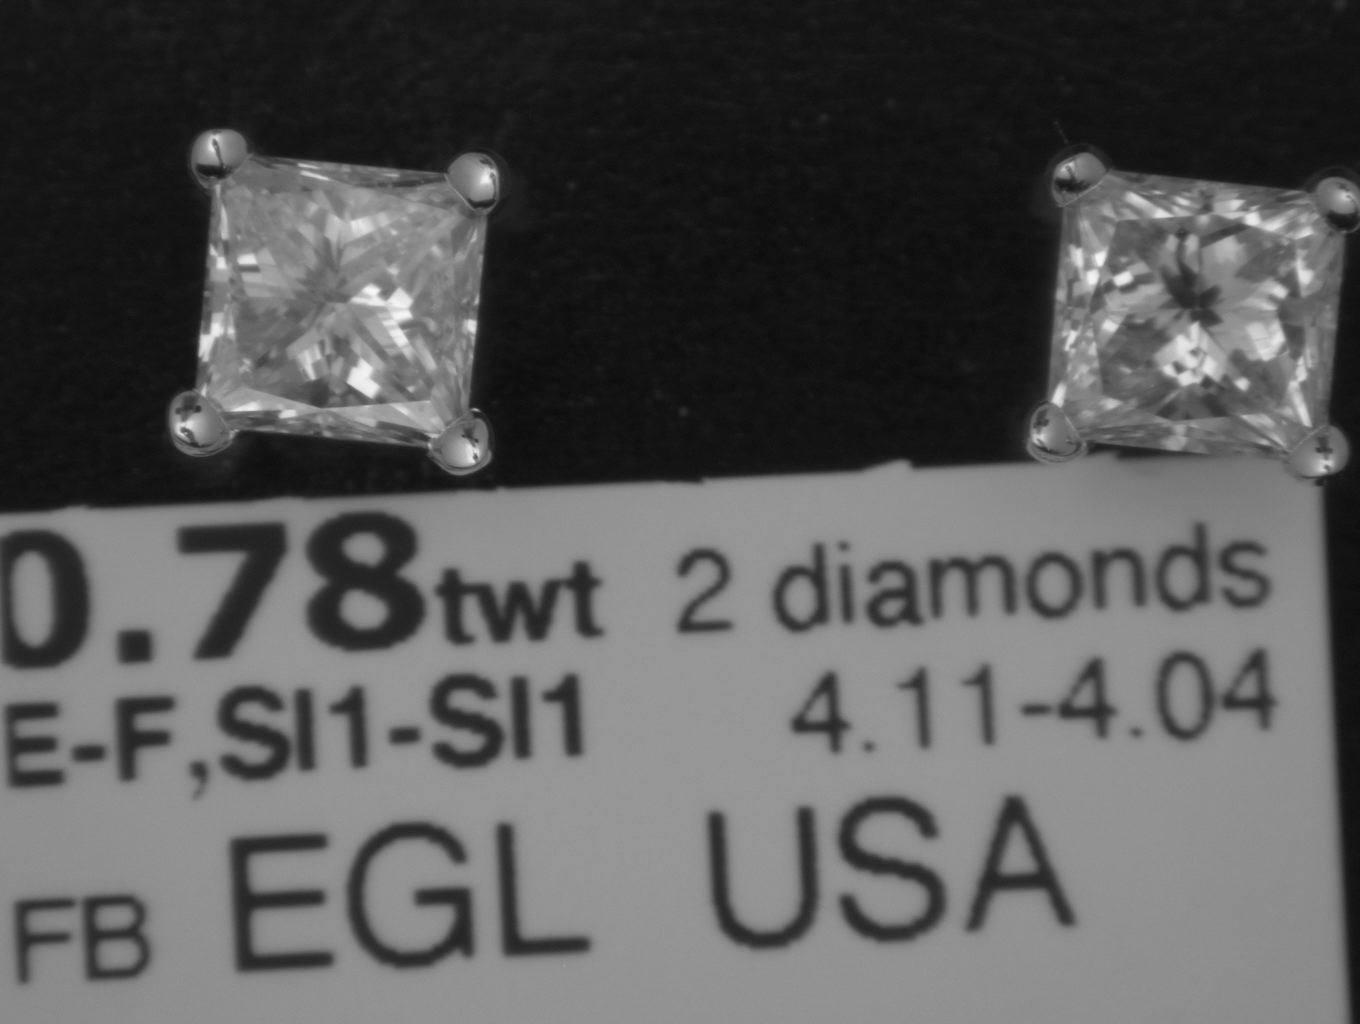 0.78twt 2 diamonds
E-F,SI1-SI1 4.11-4.04
FB EGL USA